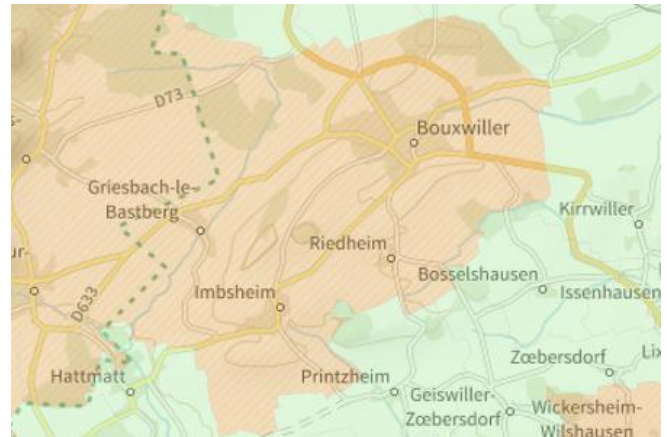 D73
Bouxwiller
Griesbach-le-
Bastberg
Kirrwiller
Riedheim
Bosselshausen
Issenhausen
Imbsheim
D633
Zœbersdorf
Hattmatt
Printzheim
Geiswiller-
Zœbersdorf
Wickersheim-
Wilshausen